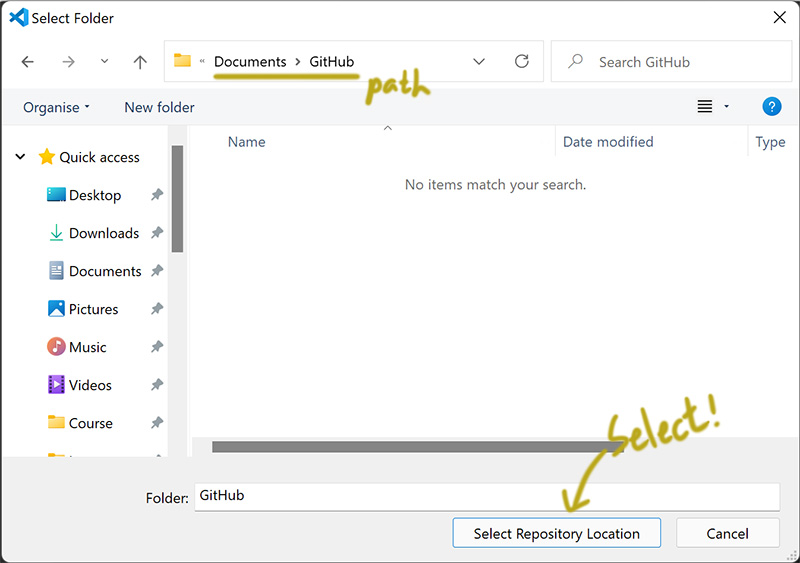 Select Folder
« Documents > GitHub
Search GitHub
path
Organise
New folder
Name
Date modified
Type
No items match your search.
Quick access
Desktop
Downloads
Documents
Pictures
Music
Videos
Course
Select!
Folder: GitHub
Select Repository Location
Cancel